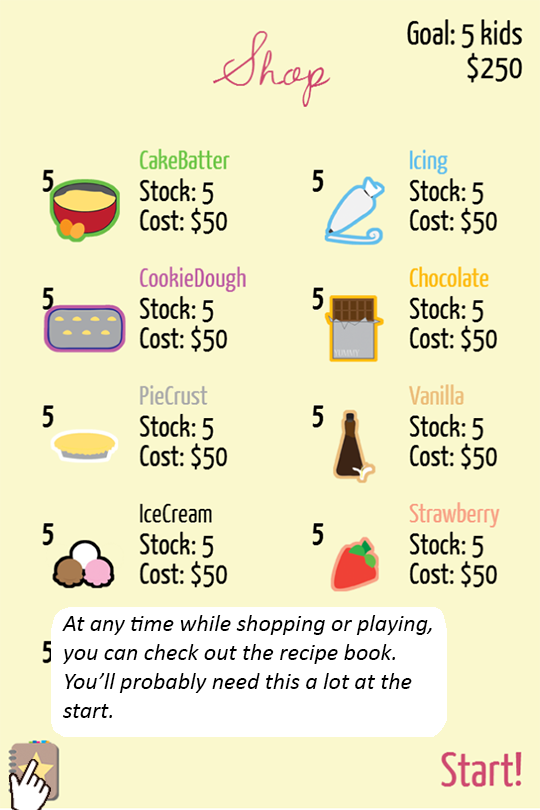 Goal: 5 kids
$250
Shop
5
CakeBatter
Stock: 5
Cost: $50
5
Icing
Stock: 5
Cost: $50
5
CookieDough
Stock: 5
Cost: $50
5
Chocolate
Stock: 5
Cost: $50
5
PieCrust
Stock: 5
Cost: $50
5
Vanilla
Stock: 5
Cost: $50
5
IceCream
Stock: 5
Cost: $50
5
Strawberry
Stock: 5
Cost: $50
5
At any time while shopping or playing,
you can check out the recipe book.
You’ll probably need this a lot at the
start.
Start!